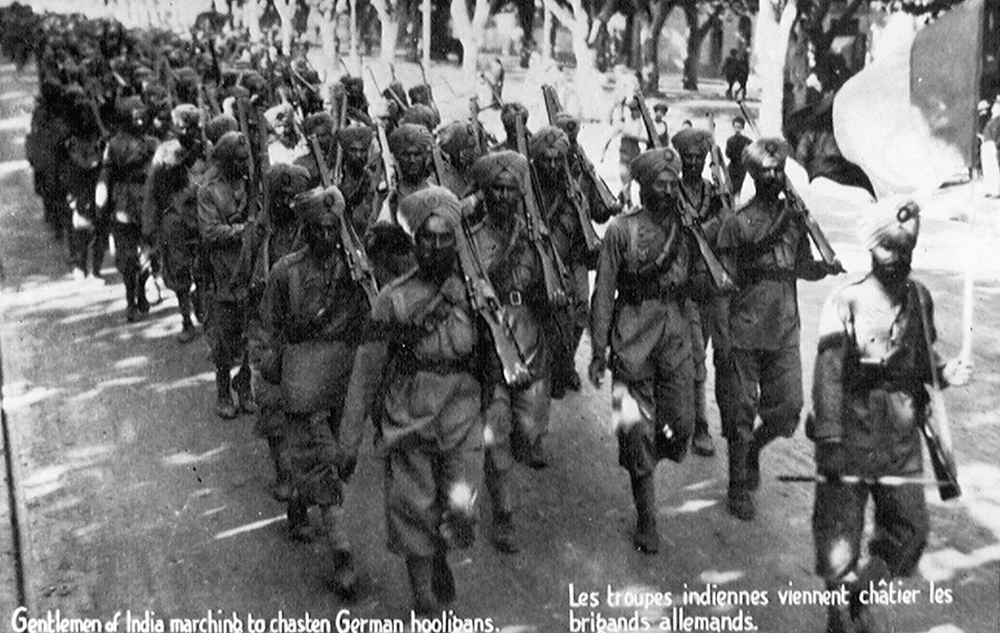 Gentlemen of India marching to chasten German hooligans.
Les troupes indiennes viennent châtier les
brigands allemands.